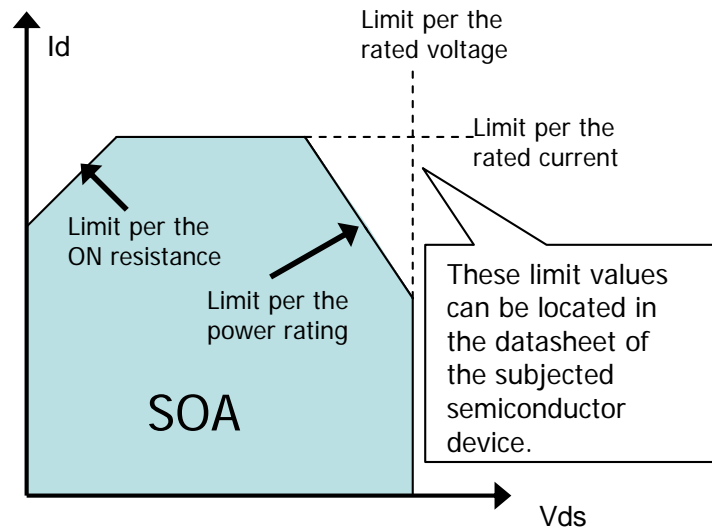 Id
Limit per the
rated voltage
Limit per the
rated current
Limit per the
ON resistance
Limit per the
power rating
These limit values
can be located in
the datasheet of
the subjected
semiconductor
device.
SOA
Vds